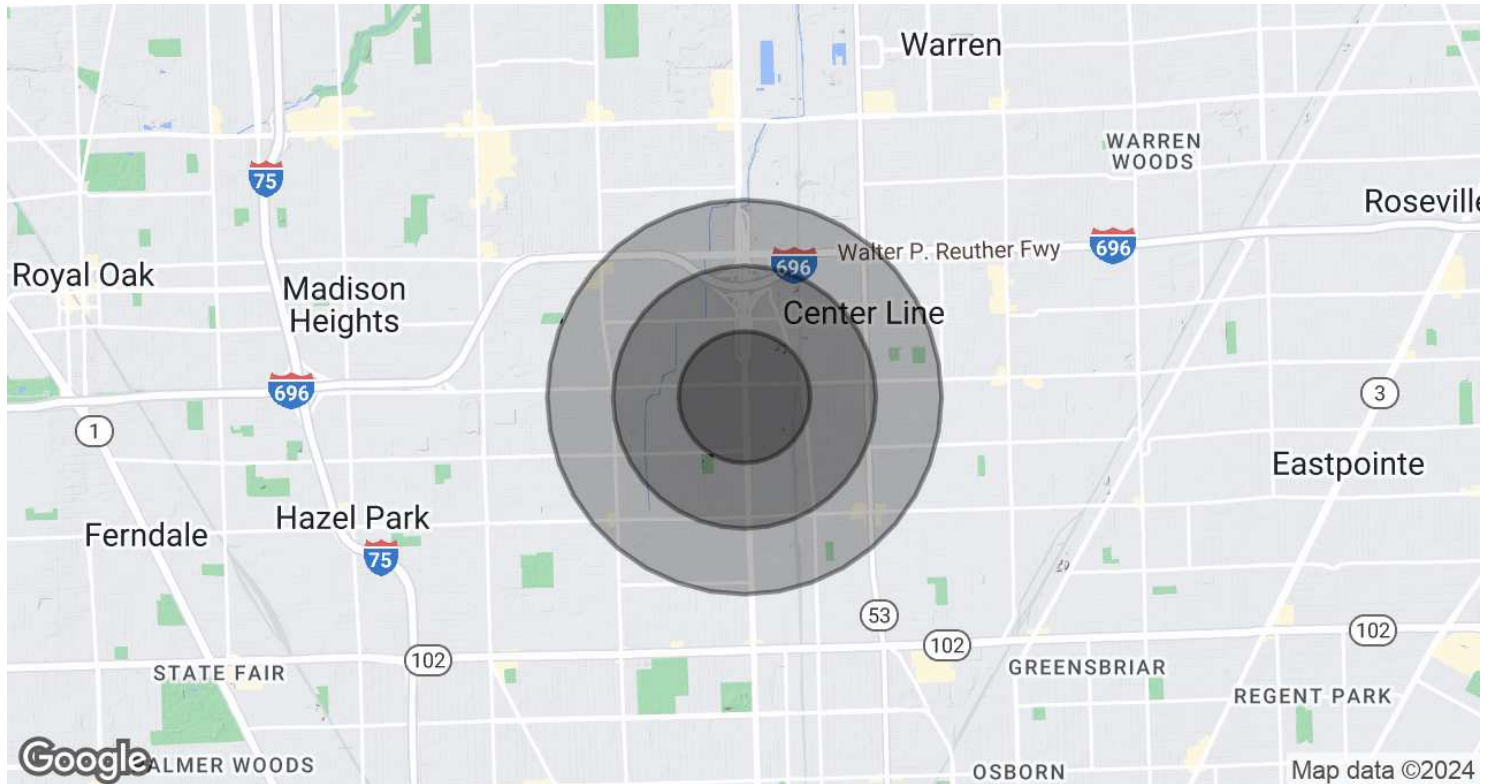 Warren
WARREN
WOODS
75
Roseville
696
Walter P. Reuther Fwy
696
Royal Oak
Madison
Heights
Center Line
696
3
1
Eastpointe
Hazel Park
Ferndale
75
53
102
102
102
STATE FAIR
GREENSBRIAR
REGENT PARK
Google
ALMER WOODS
OSBORN
Map data ©2024